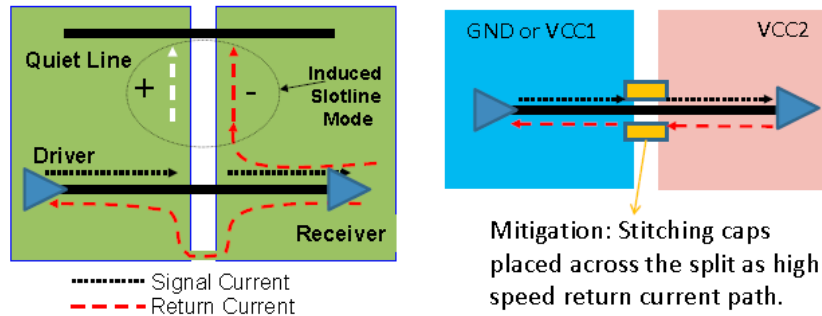 Quiet Line
+
-
Induced
Slotline
Mode
Driver
Receiver
Signal Current
Return Current
GND or VCC1
VCC2
Mitigation: Stitching caps
placed across the split as high
speed return current path.